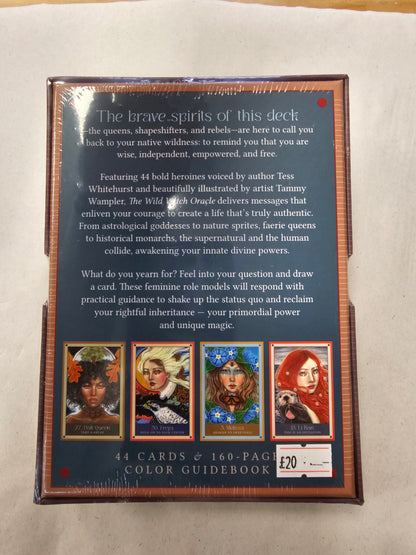 The brave spirits of this deck
—the queens, shapeshifters, and rebels—are here to call you
back to your native wildness: to remind you that you are
wise, independent, empowered, and free.
Featuring 44 bold heroines voiced by author Tess
Whitehurst and beautifully illustrated by artist Tammy
Wampler, The Wild Witch Oracle delivers messages that
enliven your courage to create a life that's truly authentic.
From astrological goddesses to nature sprites, faerie queens
to historical monarchs, the supernatural and the human
collide, awakening your innate divine powers.
What do you yearn for? Feel into your question and draw
a card. These feminine role models will respond with
practical guidance to shake up the status quo and reclaim
your rightful inheritance — your primordial power
and unique magic.
HOLD ON TO YOUR CENTER
44 CARDS & 160-PAGE
COLOR GUIDEBOOK
£20